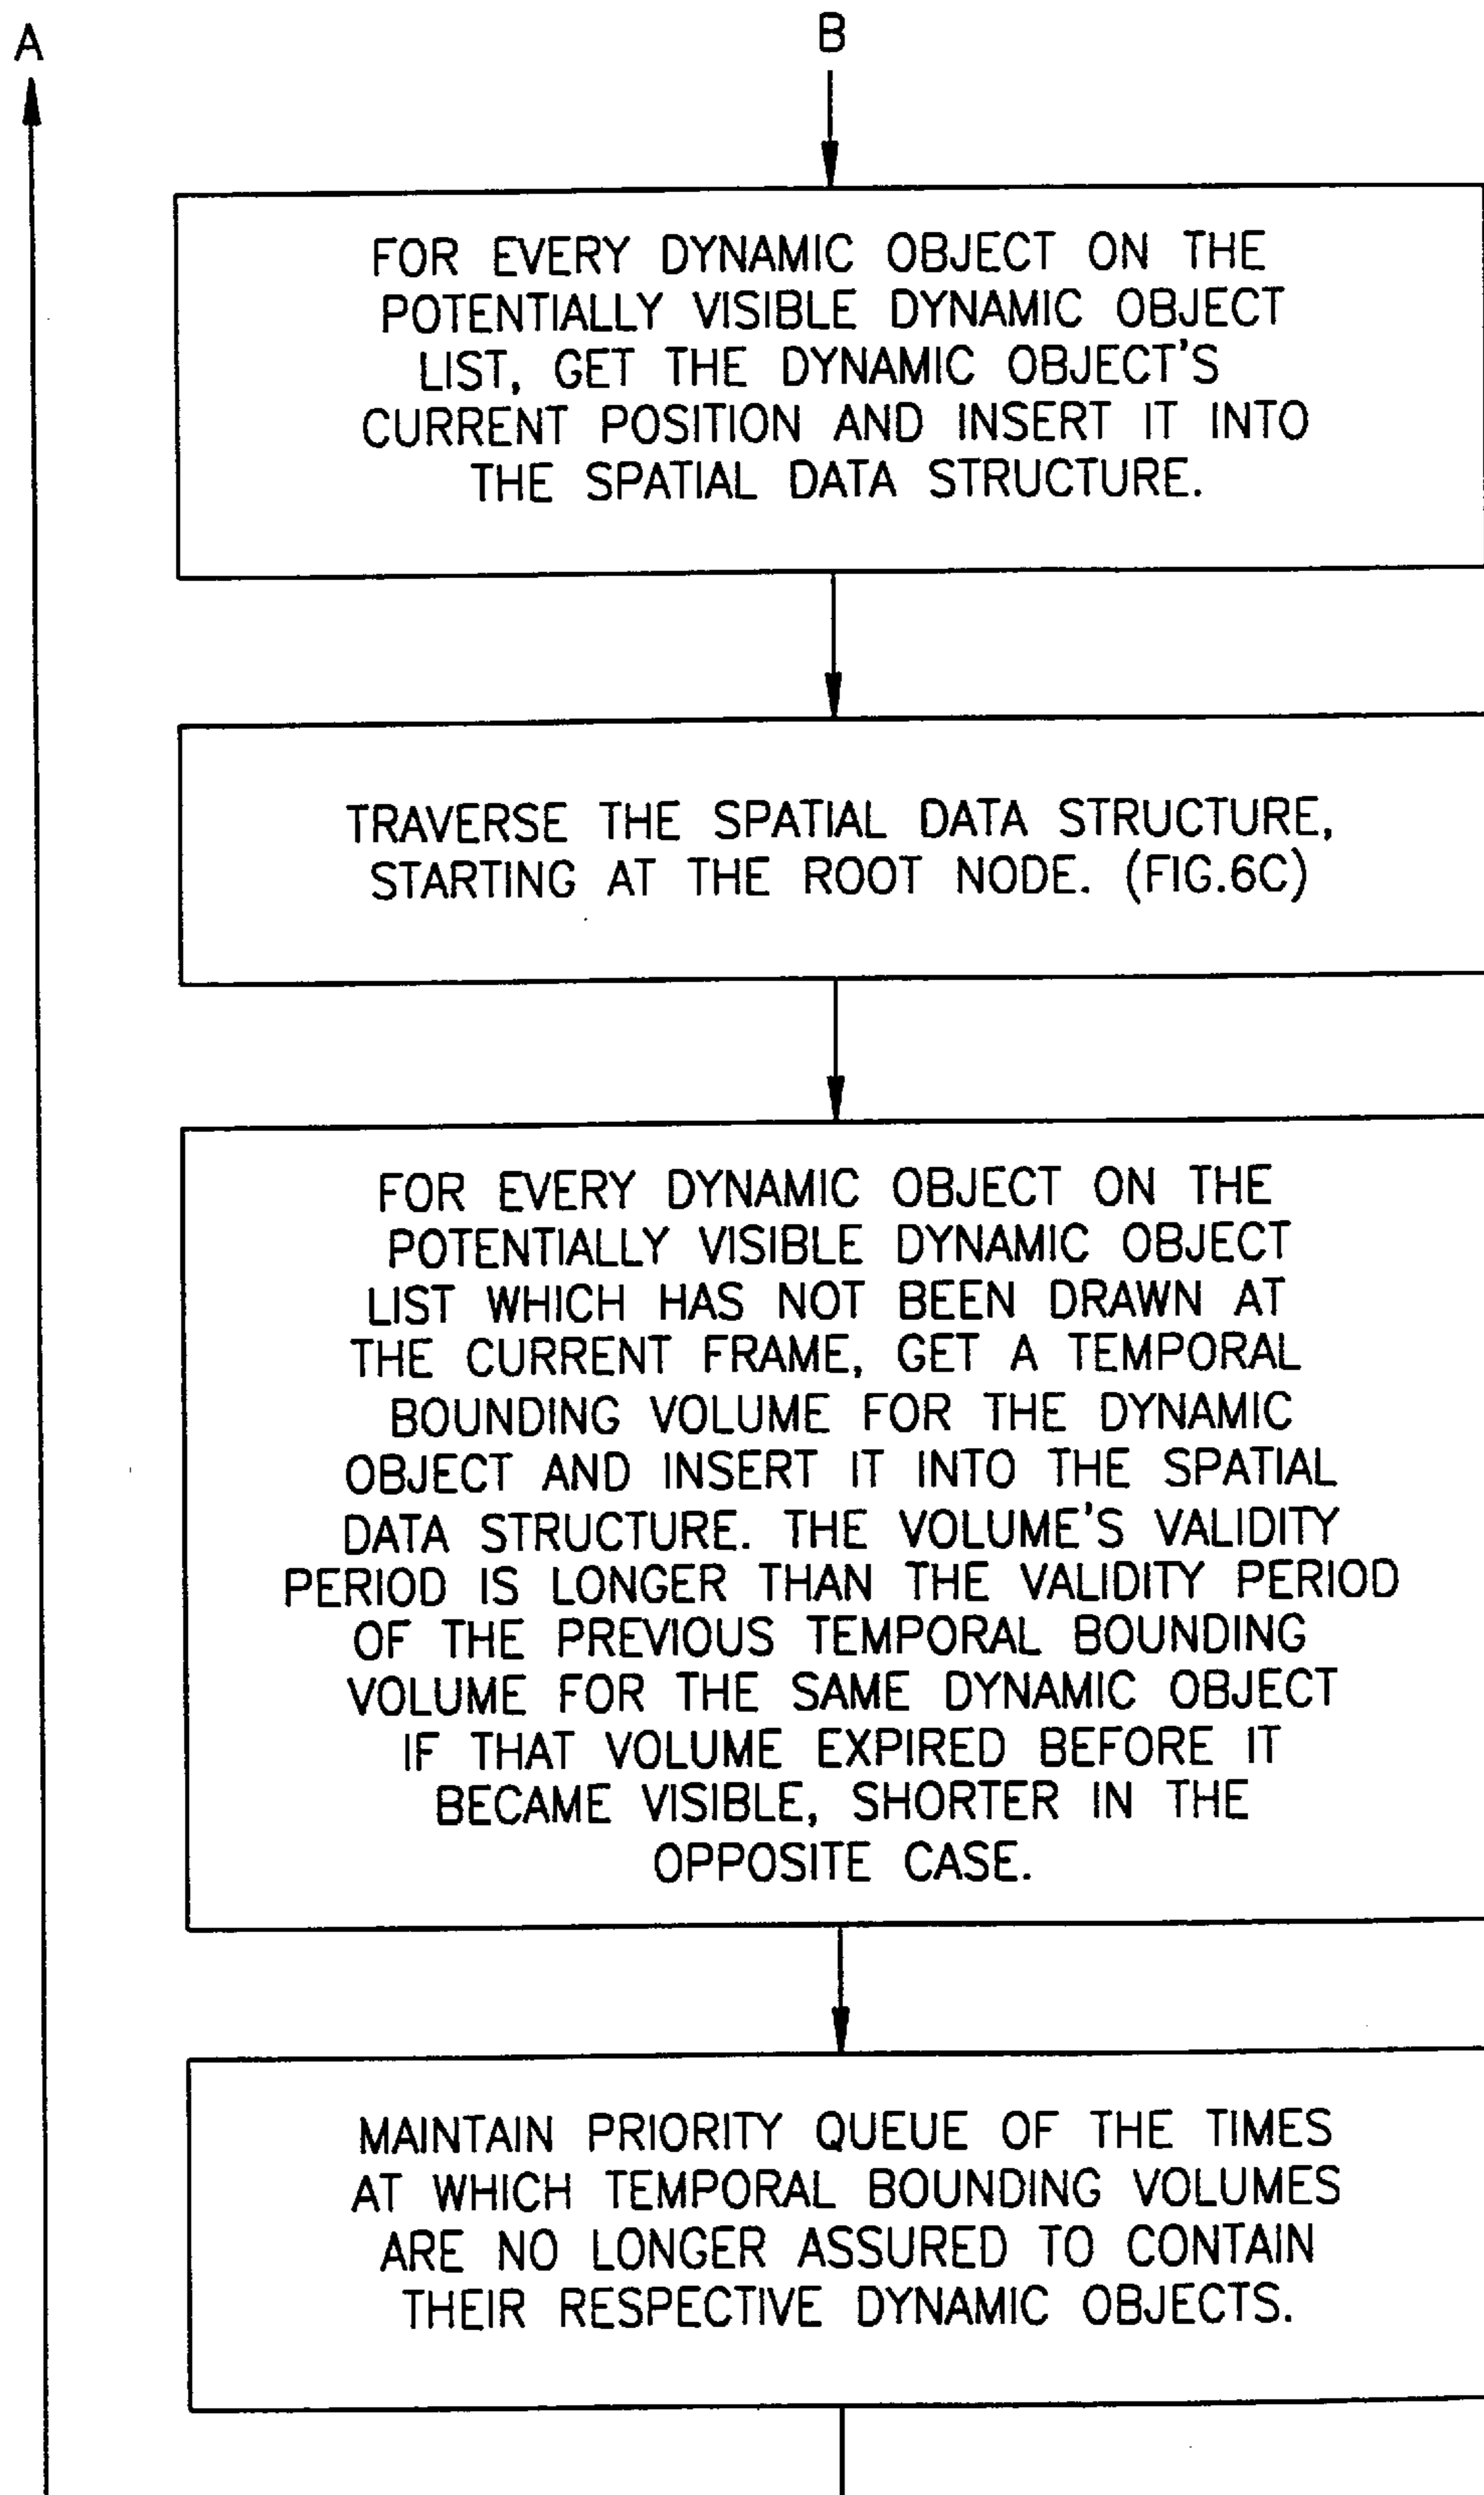 A
B
FOR EVERY DYNAMIC OBJECT ON THE
POTENTIALLY VISIBLE DYNAMIC OBJECT
LIST, GET THE DYNAMIC OBJECT'S
CURRENT POSITION AND INSERT IT INTO
THE SPATIAL DATA STRUCTURE.
TRAVERSE THE SPATIAL DATA STRUCTURE,
STARTING AT THE ROOT NODE. (FIG.6C)
FOR EVERY DYNAMIC OBJECT ON THE
POTENTIALLY VISIBLE DYNAMIC OBJECT
LIST WHICH HAS NOT BEEN DRAWN AT
THE CURRENT FRAME, GET A TEMPORAL
BOUNDING VOLUME FOR THE DYNAMIC
OBJECT AND INSERT IT INTO THE SPATIAL
DATA STRUCTURE. THE VOLUME'S VALIDITY
PERIOD IS LONGER THAN THE VALIDITY PERIOD
OF THE PREVIOUS TEMPORAL BOUNDING
VOLUME FOR THE SAME DYNAMIC OBJECT
IF THAT VOLUME EXPIRED BEFORE IT
BECAME VISIBLE, SHORTER IN THE
OPPOSITE CASE.
MAINTAIN PRIORITY QUEUE OF THE TIMES
AT WHICH TEMPORAL BOUNDING VOLUMES
ARE NO LONGER ASSURED TO CONTAIN
THEIR RESPECTIVE DYNAMIC OBJECTS.